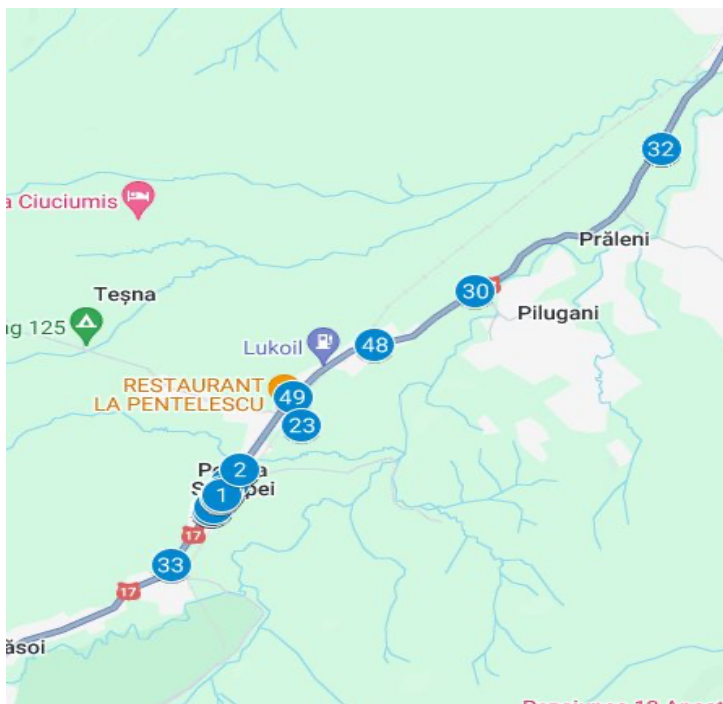 32
a Ciuciumis
Prăleni
30
Teșna
Pilugani
ng 125
Lukoil
48
RESTAURANT
LA PENTELESCU
49
23
2
1
17
33
17
ăsoi